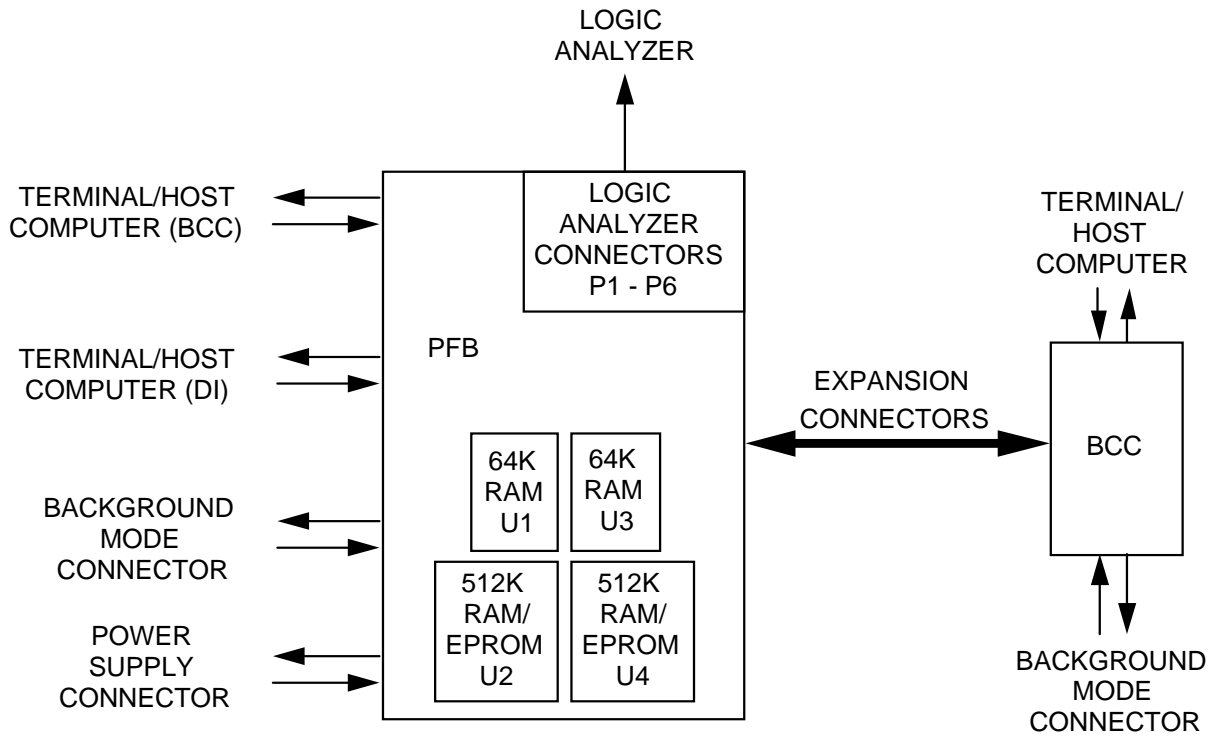 LOGIC
ANALYZER
TERMINAL/HOST
COMPUTER (BCC)
LOGIC
ANALYZER
CONNECTORS
P1 - P6
TERMINAL/
HOST
COMPUTER
TERMINAL/HOST
COMPUTER (DI)
PFB
EXPANSION
CONNECTORS
BCC
64K
RAM
U1
64K
RAM
U3
BACKGROUND
MODE
CONNECTOR
512K
RAM/
EPROM
U2
512K
RAM/
EPROM
U4
POWER
SUPPLY
CONNECTOR
BACKGROUND
MODE
CONNECTOR